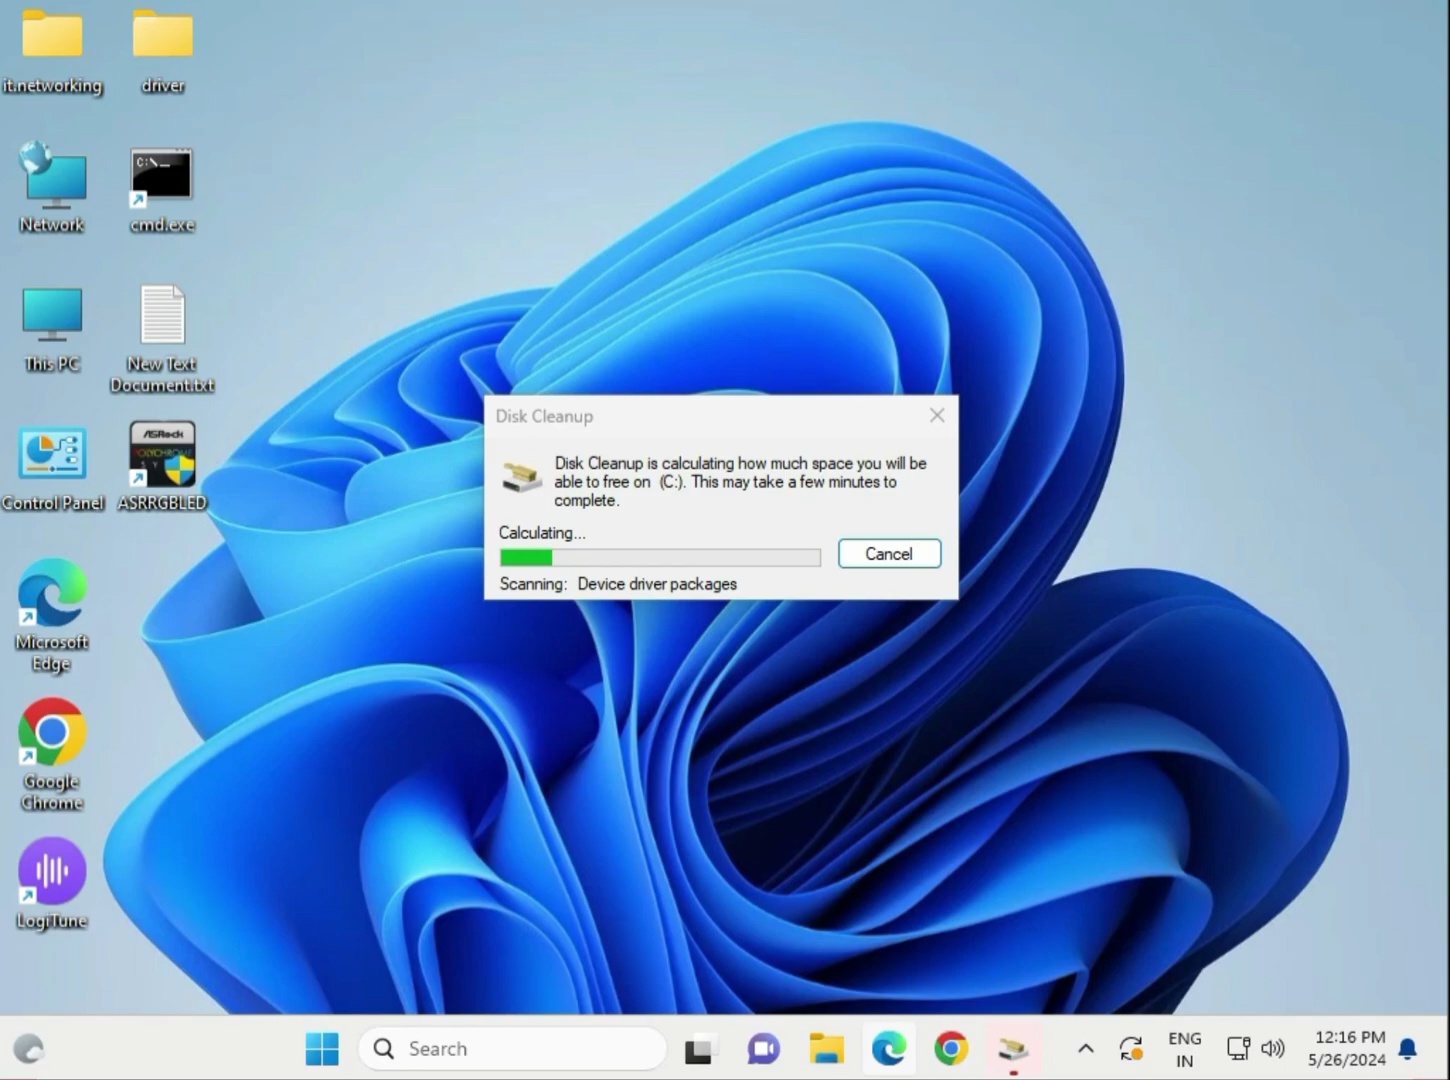 it.networking
driver
Network
C:\
cmd.exe
This PC
New Text
Document.txt
Control Panel
ASRock
POLYCHROME
ASRRGBLED
Microsoft
Edge
Google
Chrome
LogiTune
Disk Cleanup
Disk Cleanup is calculating how much space you will be
able to free on  (C:). This may take a few minutes to
complete.
Calculating...
Cancel
Scanning: Device driver packages
Search
ENG
IN
12:16 PM
5/26/2024